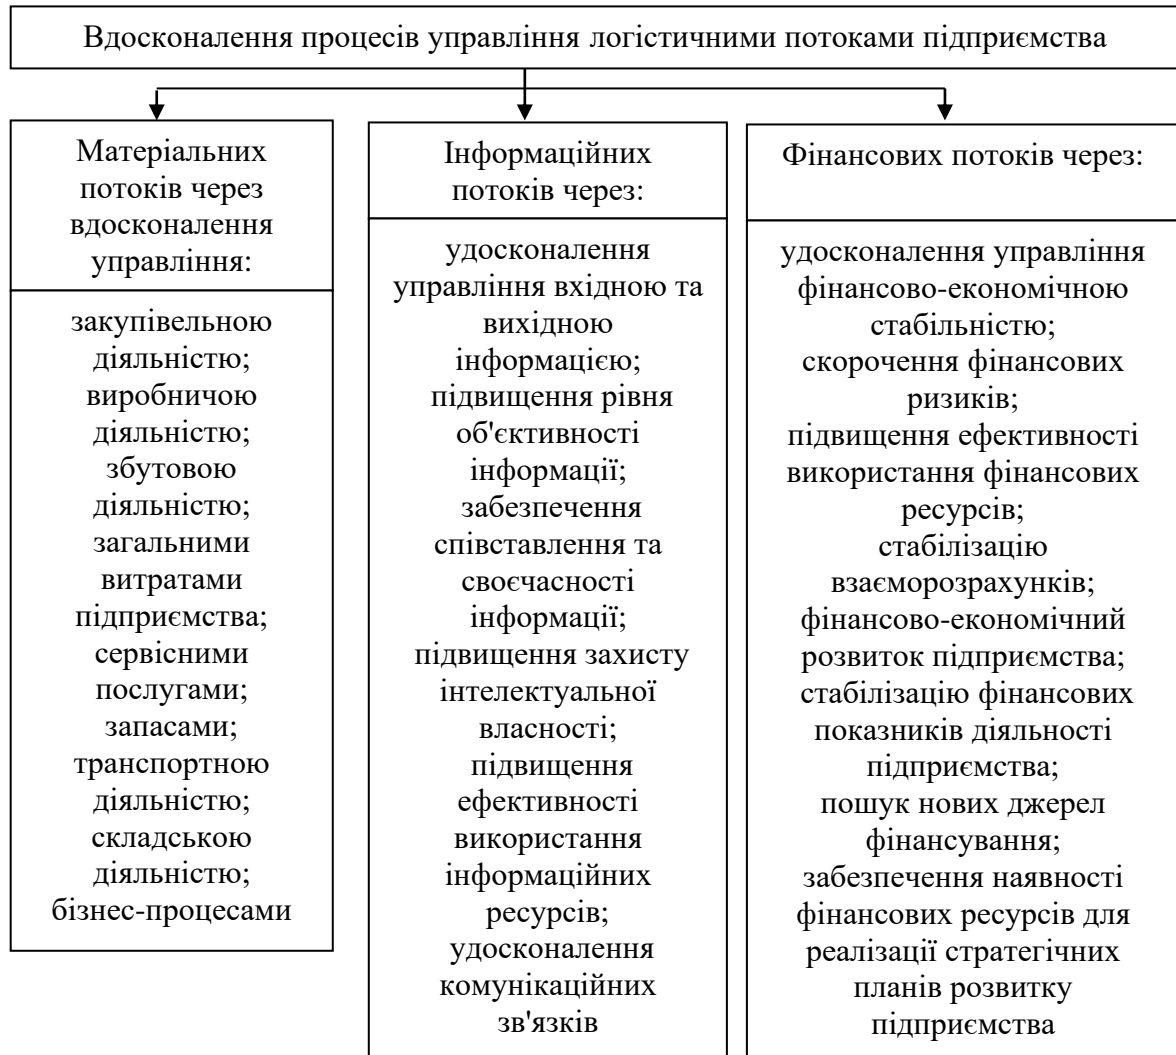 Вдосконалення процесів управління логістичними потоками підприємства
Матеріальних
потоків через
вдосконалення
управління:
закупівельною
діяльністю;
виробничою
діяльністю;
збутовою
діяльністю;
загальними
витратами
підприємства;
сервісними
послугами;
запасами;
транспортною
діяльністю;
складською
діяльністю;
бізнес-процесами
Інформаційних
потоків через:
удосконалення
управління вхідною та
вихідною
інформацією;
підвищення рівня
об'єктивності
інформації;
забезпечення
співставлення та
своєчасності
інформації;
підвищення захисту
інтелектуальної
власності;
підвищення
ефективності
використання
інформаційних
ресурсів;
удосконалення
комунікаційних
зв'язків
Фінансових потоків через:
удосконалення управління
фінансово-економічною
стабільністю;
скорочення фінансових
ризиків;
підвищення ефективності
використання фінансових
ресурсів;
стабілізацію
взаєморозрахунків;
фінансово-економічний
розвиток підприємства;
стабілізацію фінансових
показників діяльності
підприємства;
пошук нових джерел
фінансування;
забезпечення наявності
фінансових ресурсів для
реалізації стратегічних
планів розвитку
підприємства